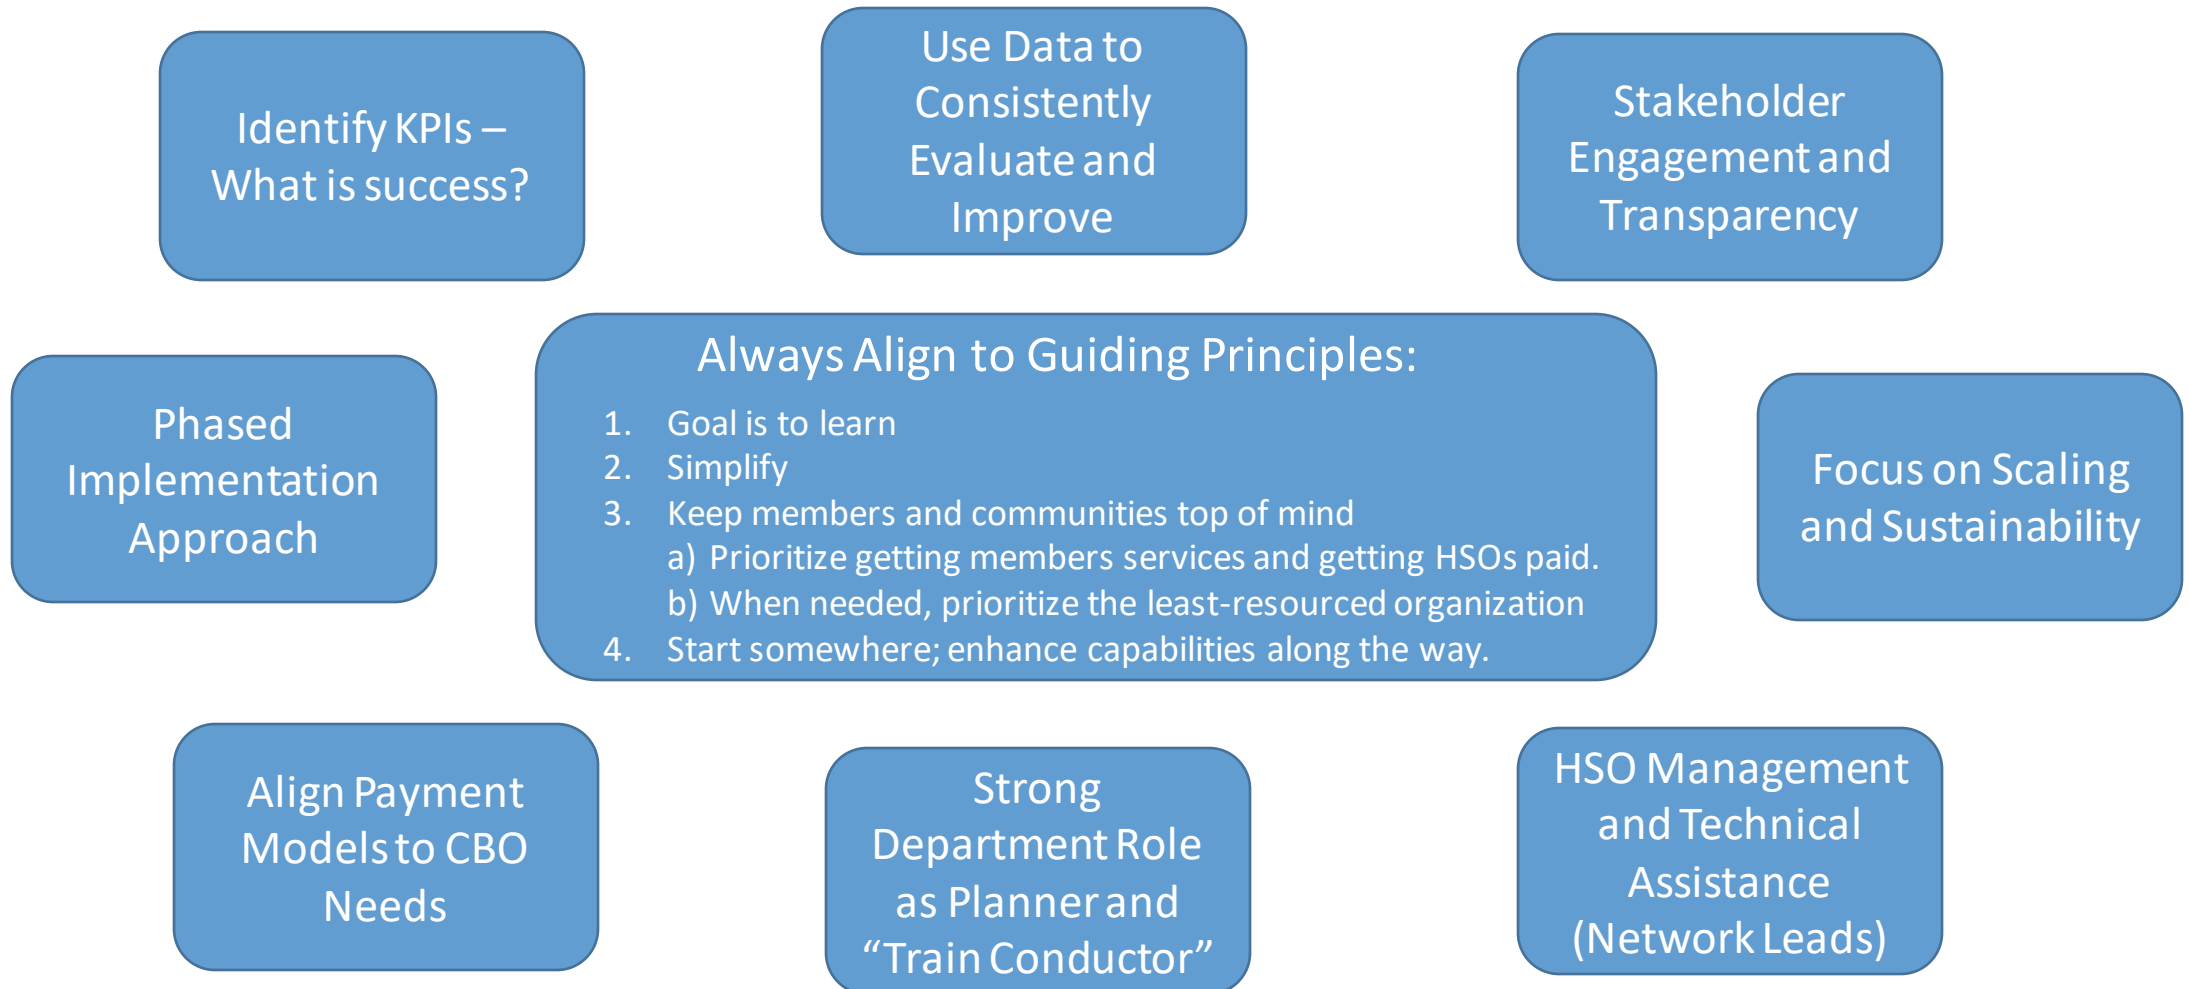 Identify KPIs –
What is success?
Use Data to
Consistently
Evaluate and
Improve
Stakeholder
Engagement and
Transparency
Phased
Implementation
Approach
Always Align to Guiding Principles:
1. Goal is to learn
2. Simplify
3. Keep members and communities top of mind
a) Prioritize getting members services and getting HSOs paid.
b) When needed, prioritize the least-resourced organization
4. Start somewhere; enhance capabilities along the way.
Focus on Scaling
and Sustainability
Align Payment
Models to CBO
Needs
Strong
Department Role
as Planner and
“Train Conductor”
HSO Management
and Technical
Assistance
(Network Leads)